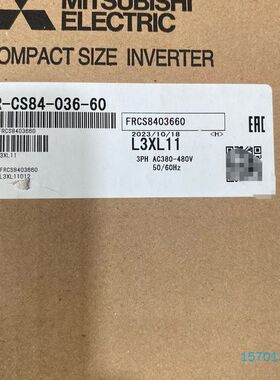 MITSUBISHI
ELECTRIC
COMPACT SIZE INVERTER
R-CS84-036-60
FRCS8403660
L3XL11
FRCS8403660
L3XL11012
FRCS8403660
2023/10/18
<H>
L3XL11
3PH AC380-480V
50/60Hz
EAC